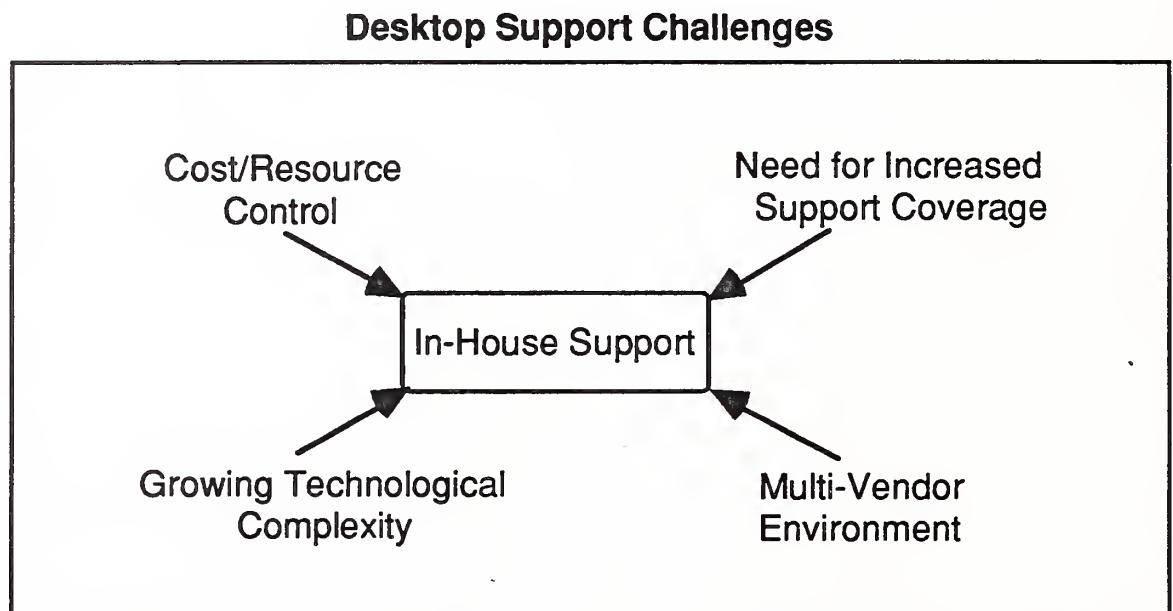 Desktop Support Challenges
Cost/Resource
Control
Need for Increased
Support Coverage
In-House Support
Growing Technological
Complexity
Multi-Vendor
Environment